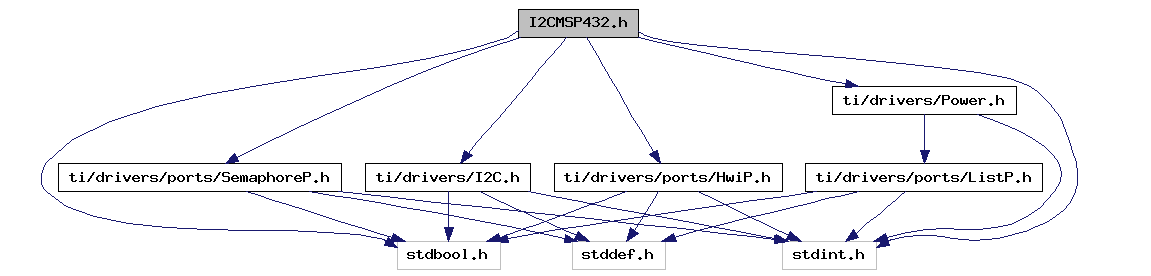 I2CMSP432.h
ti/drivers/Power.h
ti/drivers/ports/SemaphoreP.h
ti/drivers/I2C.h
ti/drivers/ports/HwiP.h
ti/drivers/ports/ListP.h
stdbool.h
stddef.h
stdint.h